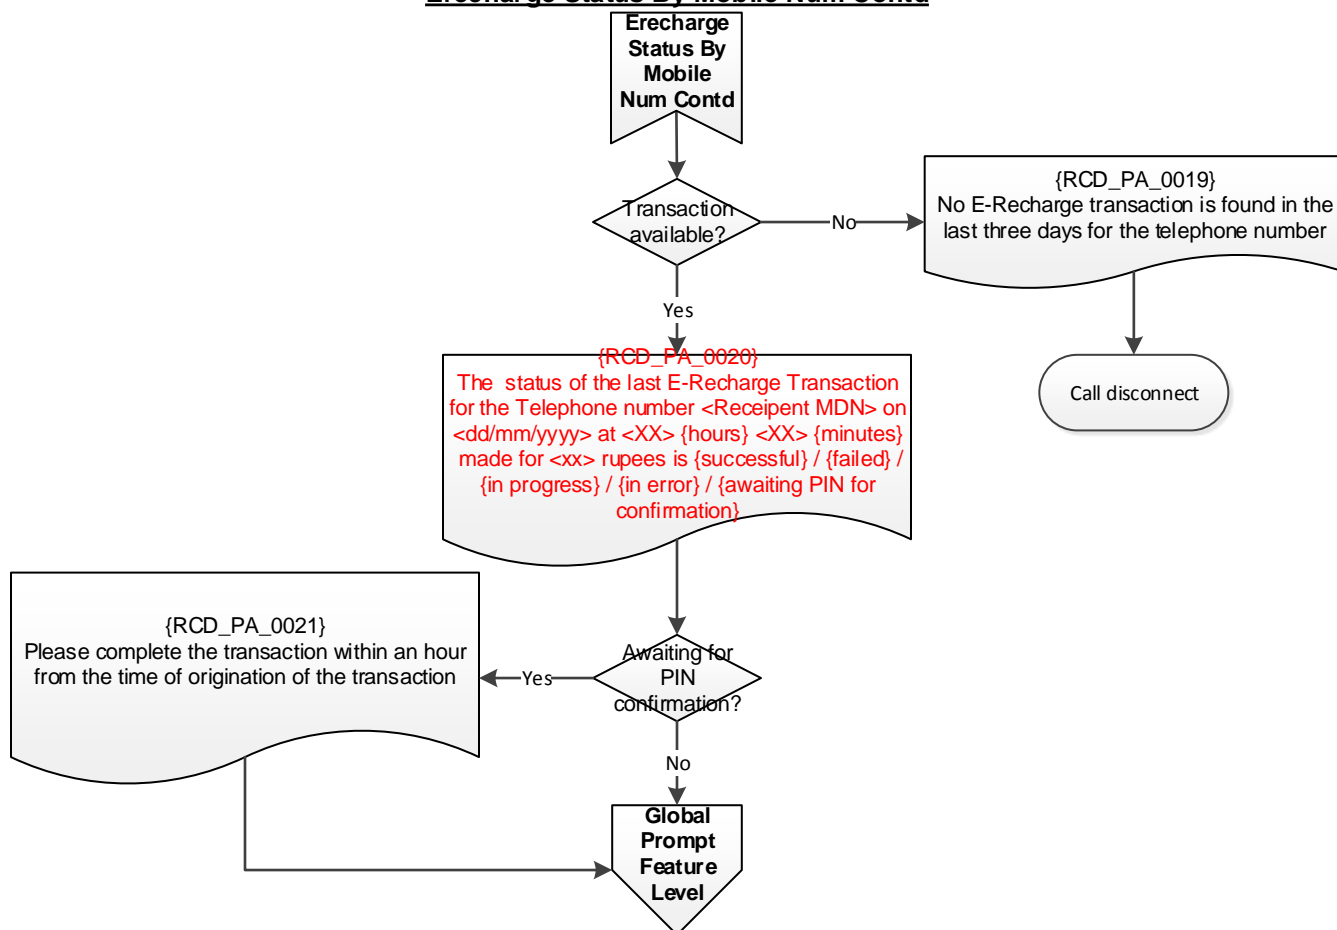 Erecharge Status By Mobile Num Contd
Erecharge
Status By
Mobile
Num Contd
Transaction
available?
No
{RCD_PA_0019}
No E-Recharge transaction is found in the
last three days for the telephone number
Yes
Call disconnect
{RCD_PA_0020}
The status of the last E-Recharge Transaction
for the Telephone number <Receipent MDN> on
<dd/mm/yyyy> at <XX> {hours} <XX> {minutes}
made for <xx> rupees is {successful} / {failed} /
{in progress} / {in error} / {awaiting PIN for
confirmation}
{RCD_PA_0021}
Please complete the transaction within an hour
from the time of origination of the transaction
Yes
Awaiting for
PIN
confirmation?
No
Global
Prompt
Feature
Level